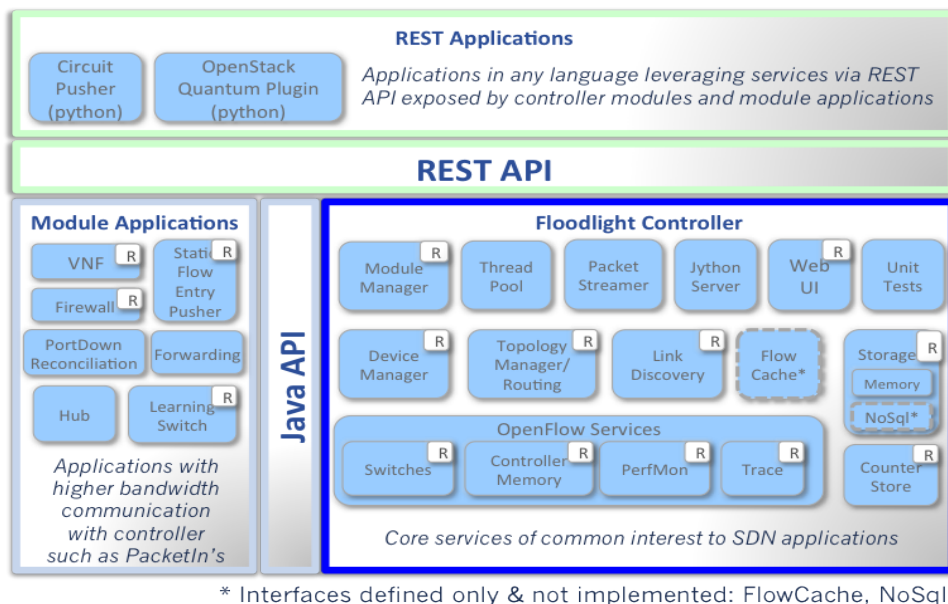 REST Applications
Circuit
Pusher
(python)
OpenStack
Quantum Plugin
(python)
Applications in any language leveraging services via REST
API exposed by controller modules and module applications
REST API
Module Applications
VNF
R
Static
Flow
Entry
Pusher
R
Firewall
R
PortDown
Reconciliation
Forwarding
Hub
Learning
Switch
R
Applications with
higher bandwidth
communication
with controller
such as PacketIn's
Java API
Floodlight Controller
Module
Manager
R
Thread
Pool
Packet
Streamer
Jython
Server
Web
UI
R
Unit
Tests
Device
Manager
R
Topology
Manager/
Routing
R
Link
Discovery
R
Flow
Cache*
Storage
R
Memory
NoSql*
OpenFlow Services
Switches
R
Controller
Memory
R
PerfMon
R
Trace
R
Counter
Store
R
Core services of common interest to SDN applications
* Interfaces defined only & not implemented: FlowCache, NoSql